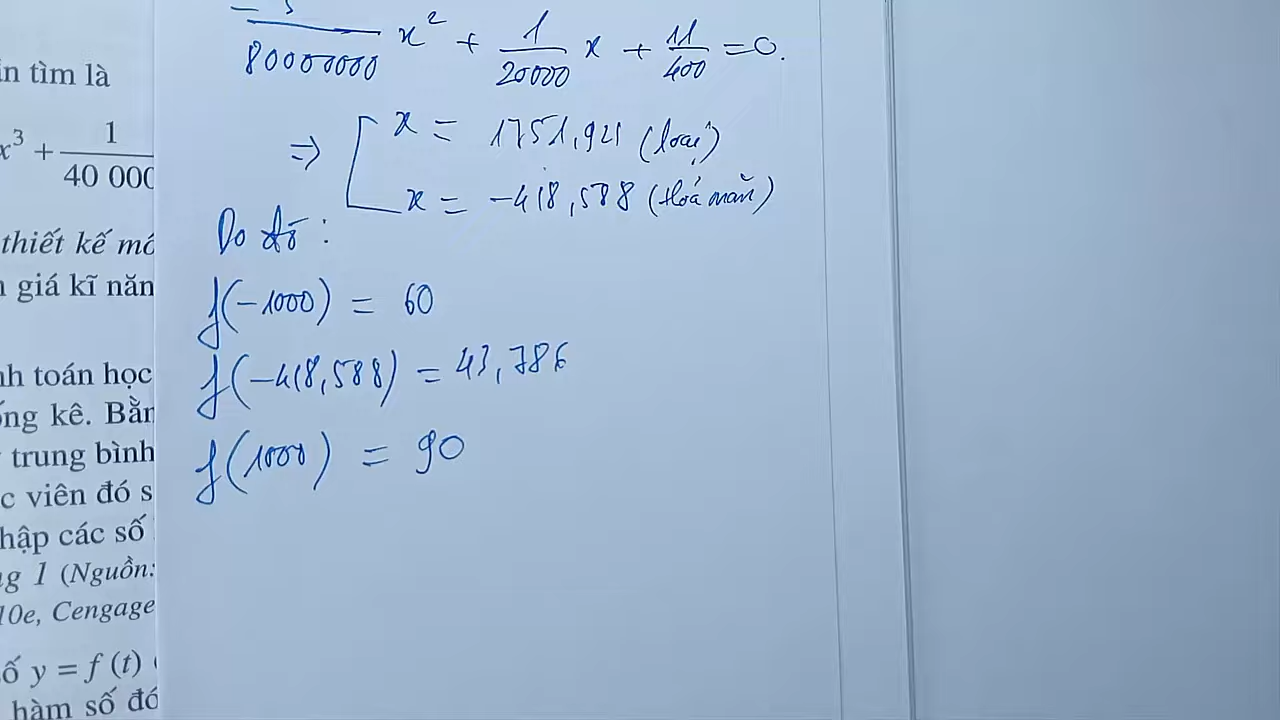 80000000 x² + 1/20000 x + 11/400 = 0.
⇒ [ x = 1751,921 (loại)
x = -418,588 (thoả mãn)
Do đó :
f(-1000) = 60
f(-418,588) = 43,786
f(1000) = 90
n tìm là
x³ + 1/40 000
thiết kế mô
giá kĩ năn
nh toán học
ống kê. Bằn
trung bình
c viên đó s
hập các số
g 1 (Nguồn:
10e, Cengage
ố y = f (t)
hàm số đó